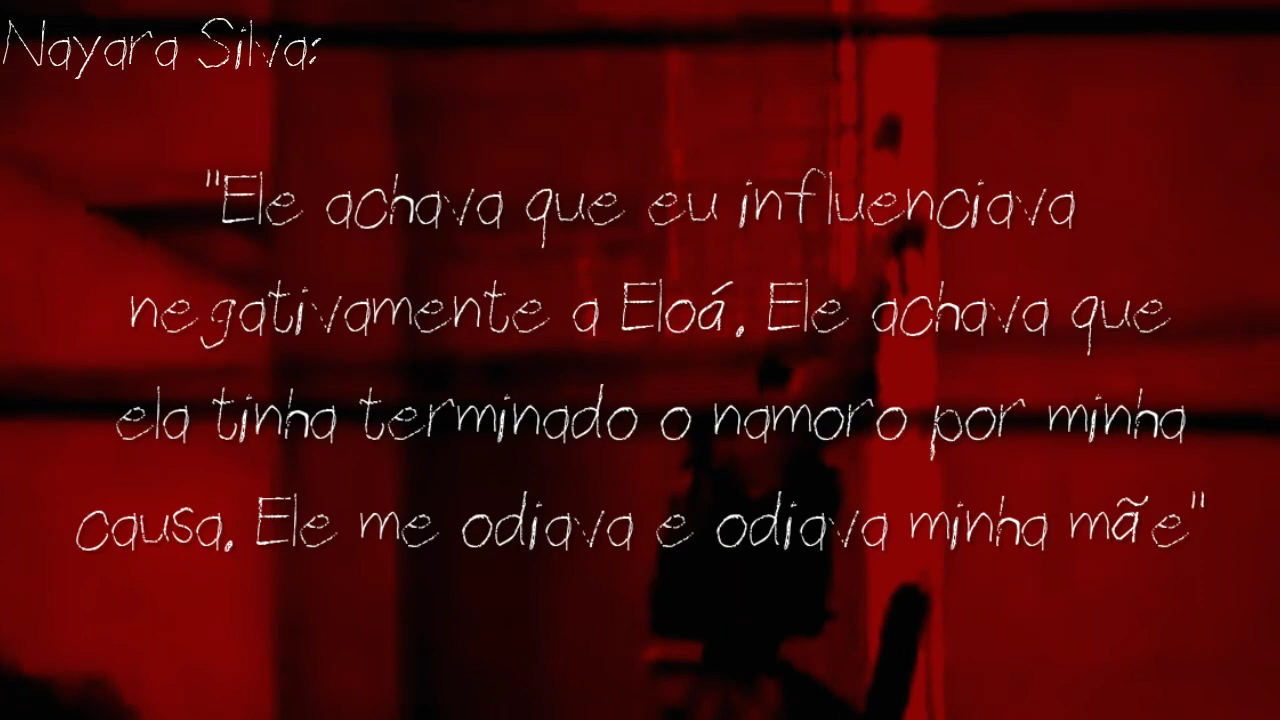 Nayara Silva:
"Ele achava que eu influenciava
negativamente a Eloá. Ele achava que
ela tinha terminado o namoro por minha
causa. Ele me odiava e odiava minha mãe"